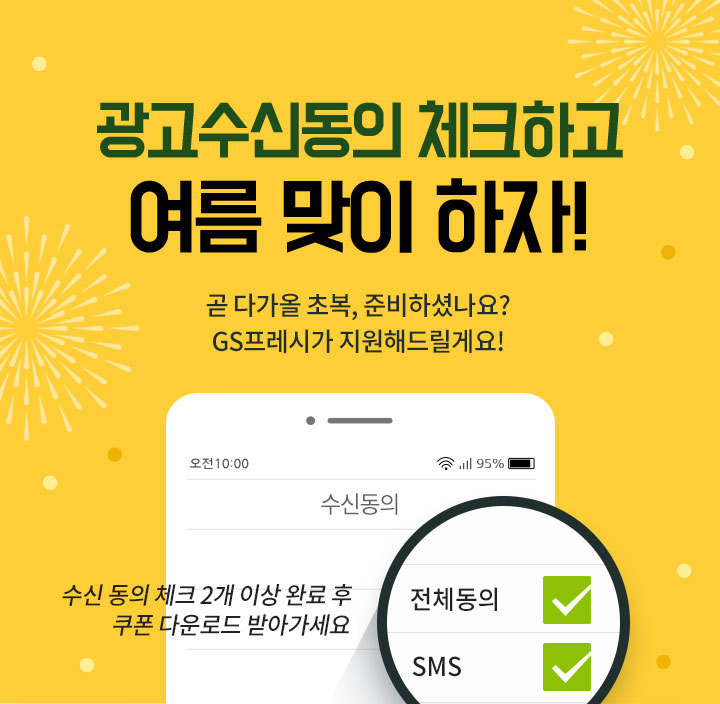 광고수신동의 체크하고
여름 맞이 하자!
곧 다가올 초복, 준비하셨나요?
GS프레시가 지원해드릴게요!
오전10:00
95%
수신동의
수신 동의 체크 2개 이상 완료 후
쿠폰 다운로드 받아가세요
전체동의
SMS